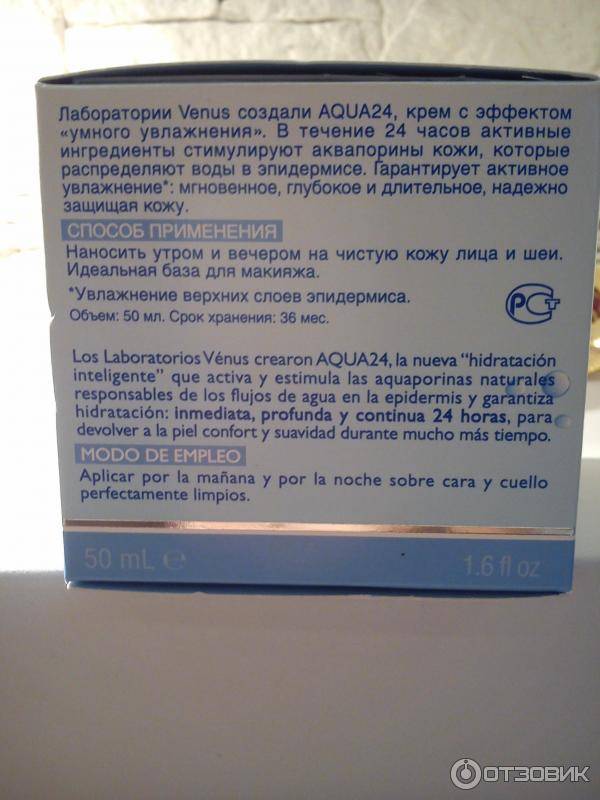 Лаборатории Venus создали AQUA24, крем с эффектом
«умного увлажнения». В течение 24 часов активные
ингредиенты стимулируют аквапорины кожи, которые
распределяют воды в эпидермисе. Гарантирует активное
увлажнение*: мгновенное, глубокое и длительное, надежно
защищая кожу.
СПОСОБ ПРИМЕНЕНИЯ
Наносить утром и вечером на чистую кожу лица и шеи.
Идеальная база для макияжа.
*Увлажнение верхних слоев эпидермиса.
Объем: 50 мл. Срок хранения: 36 мес.
РСТ
Los Laboratorios Vénus crearon AQUA24, la nueva "hidratación
inteligente" que activa y estimula las aquaporinas naturales
responsables de los flujos de agua en la epidermis y garantiza
hidratación: inmediata, profunda y continua 24 horas, para
devolver a la piel confort y suavidad durante mucho más tiempo.
MODO DE EMPLEO
Aplicar por la mañana y por la noche sobre cara y cuello
perfectamente limpios.
50 mL ℮
1.6 fl oz
ОТЗОВИК